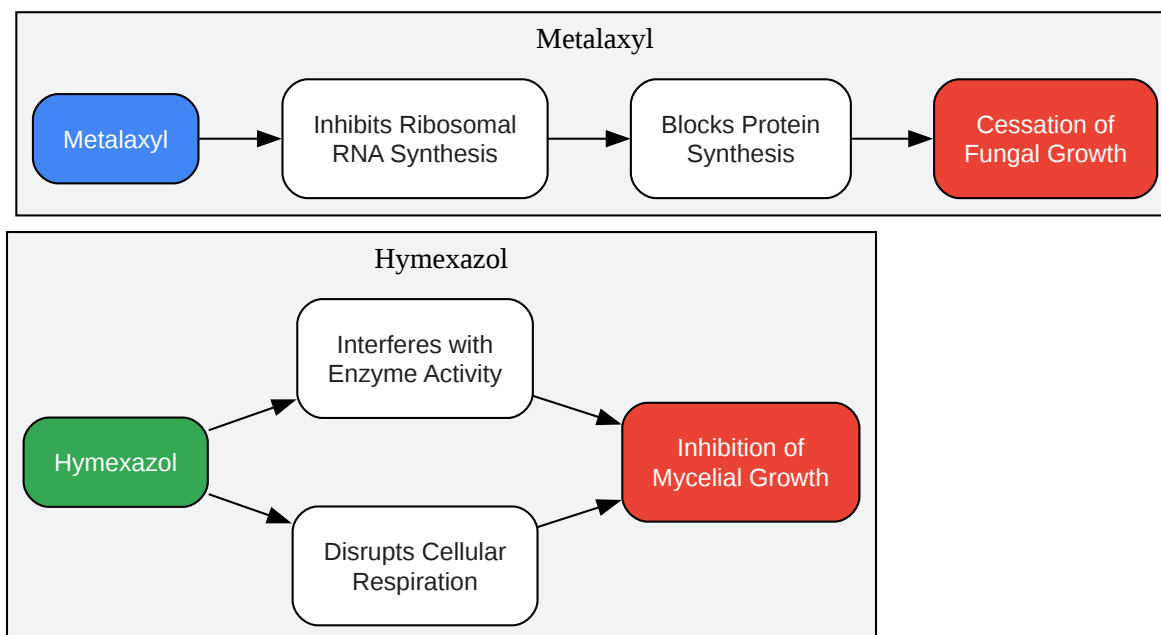 Metalaxyl
Metalaxyl
Inhibits Ribosomal
RNA Synthesis
Blocks Protein
Synthesis
Cessation of
Fungal Growth
Hymexazol
Interferes with
Enzyme Activity
Hymexazol
Inhibition of
Mycelial Growth
Disrupts Cellular
Respiration